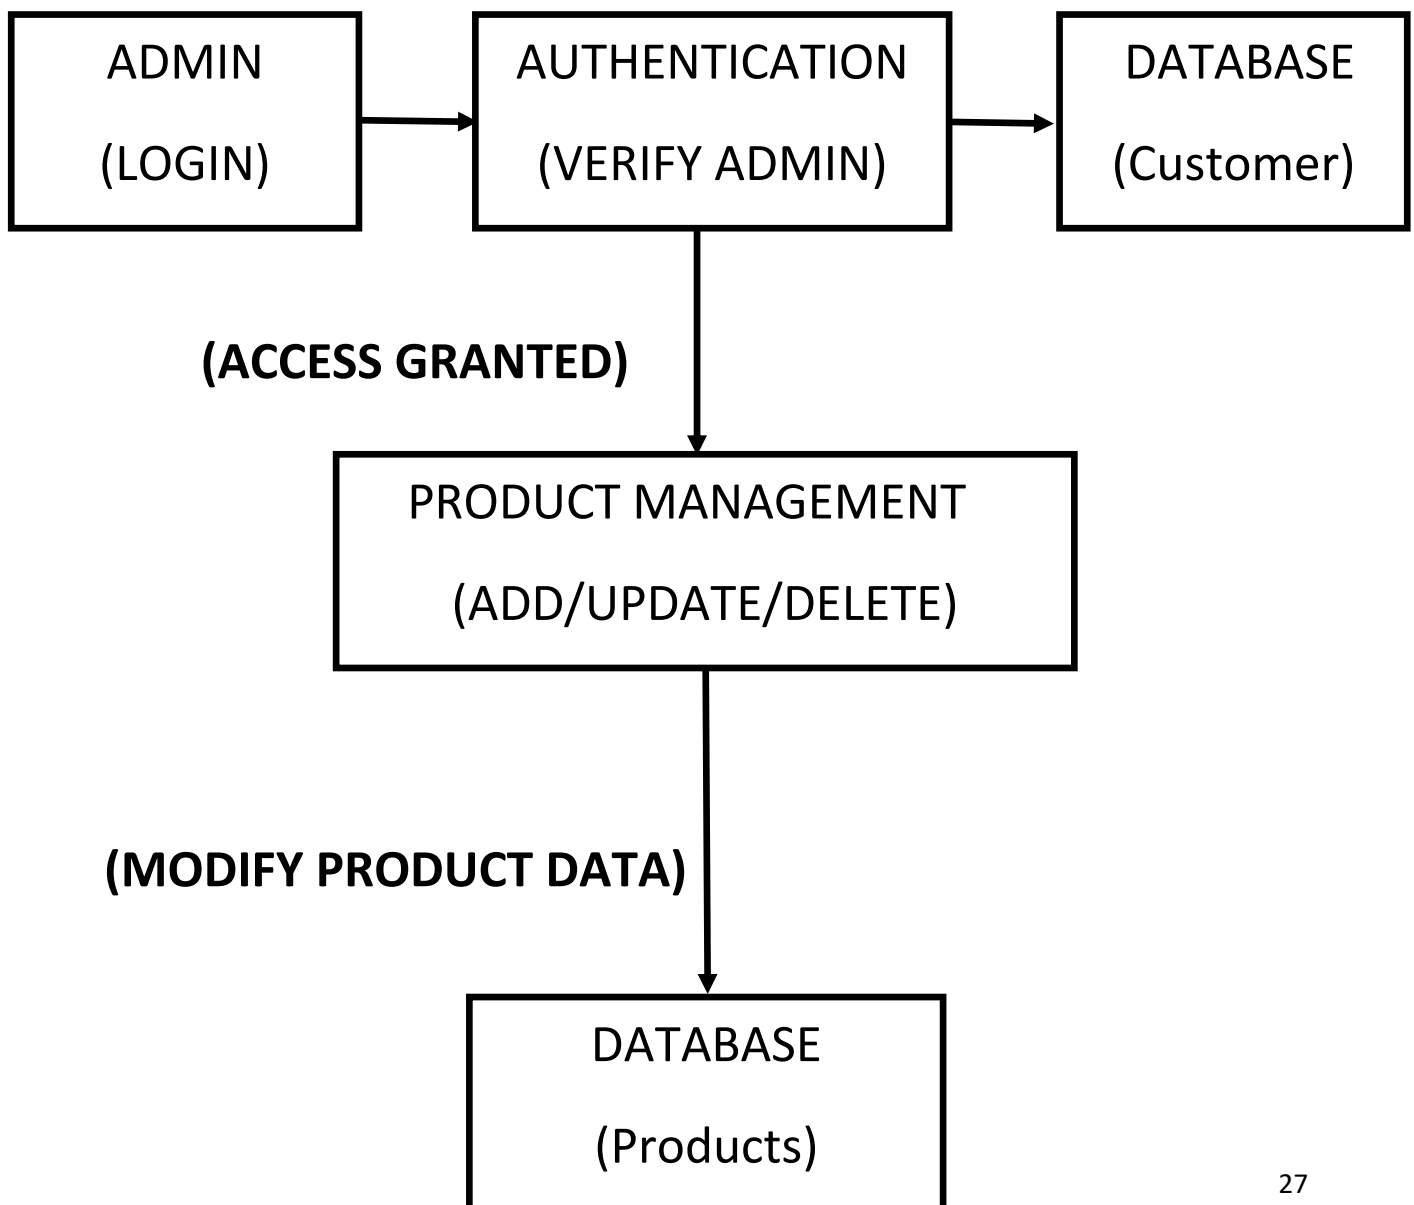 ADMIN
(LOGIN)
AUTHENTICATION
(VERIFY ADMIN)
DATABASE
(Customer)
(ACCESS GRANTED)
PRODUCT MANAGEMENT
(ADD/UPDATE/DELETE)
(MODIFY PRODUCT DATA)
DATABASE
(Products)
27